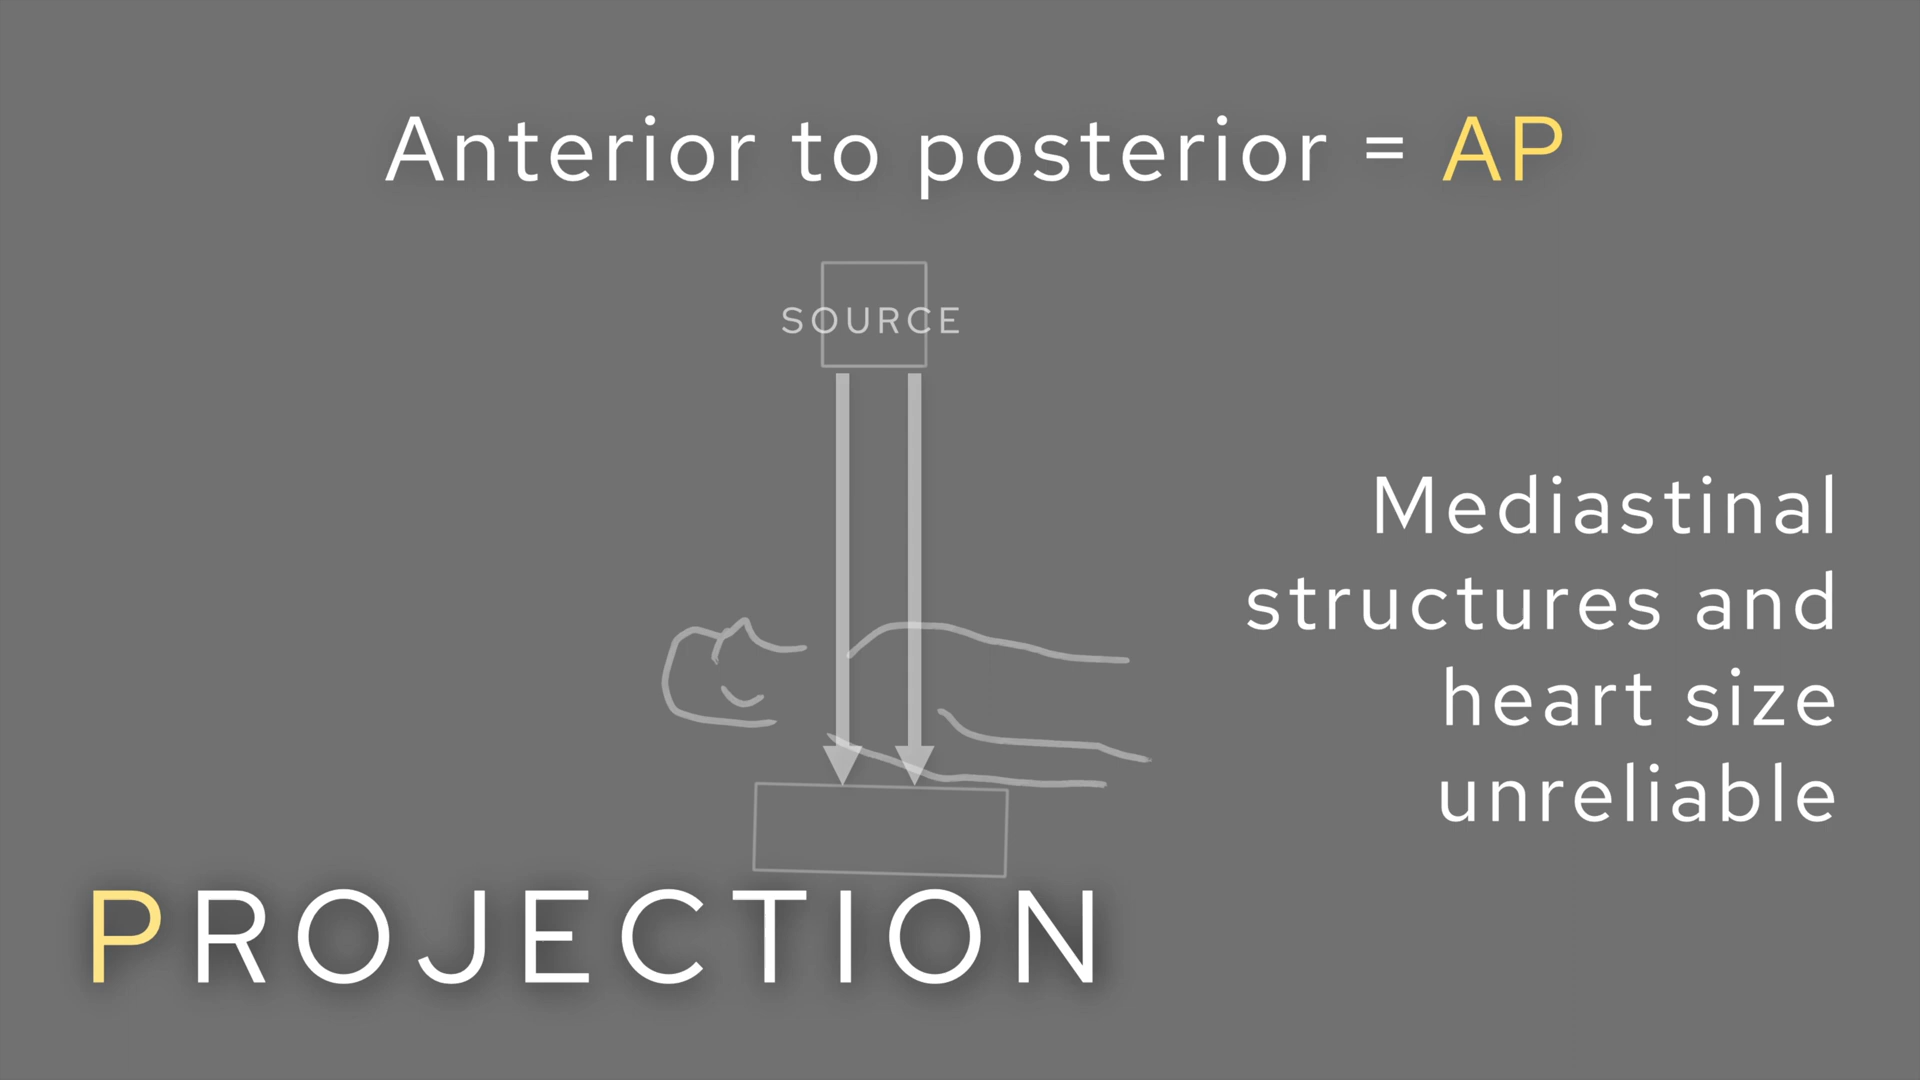 Anterior to posterior = AP
SOURCE
Mediastinal
structures and
heart size
unreliable
PROJECTION